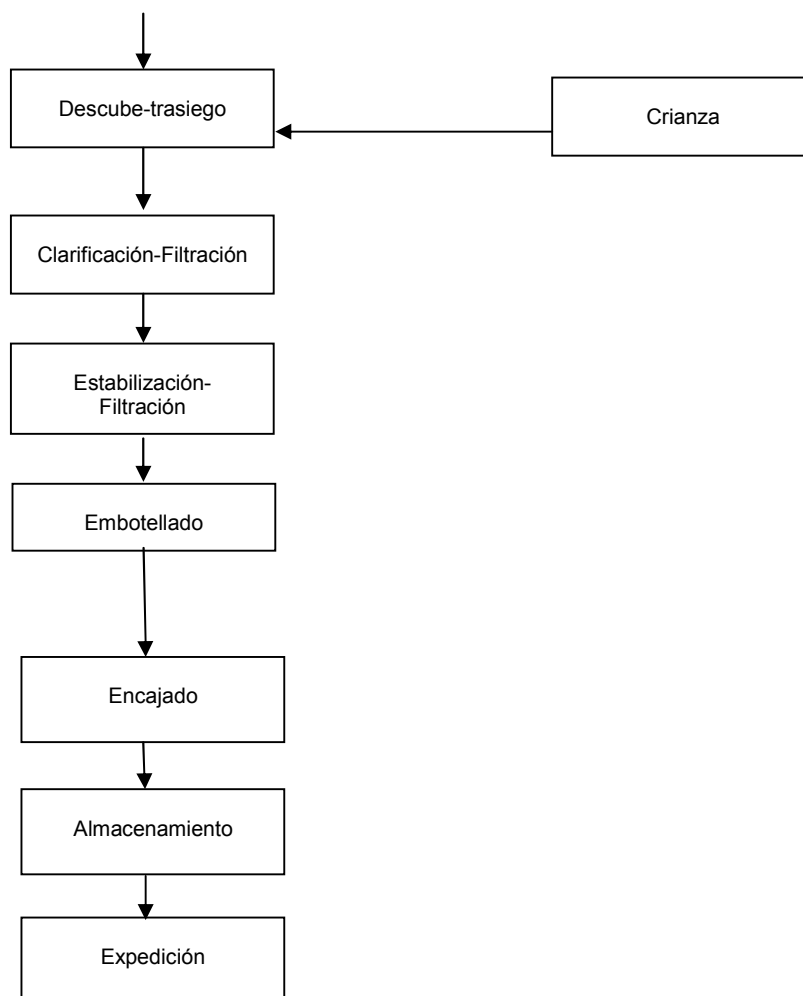 Descube-trasiego
Crianza
Clarificación-Filtración
Estabilización-
Filtración
Embotellado
Encajado
Almacenamiento
Expedición